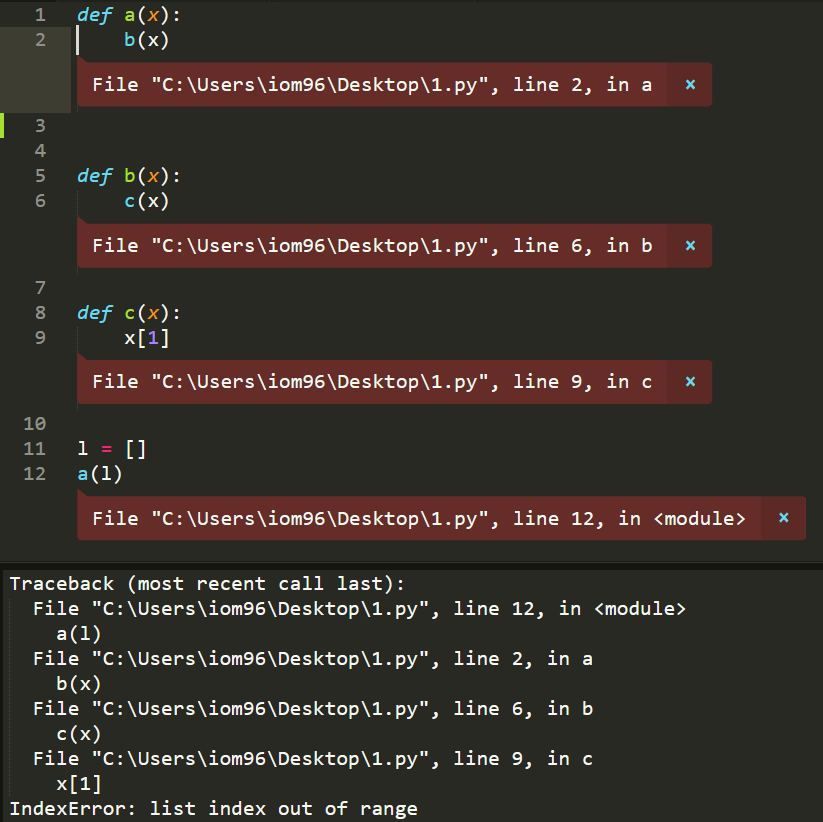 1 def a(x):
2 b(x)
File "C:\Users\iom96\Desktop\1.py", line 2, in a ×
3
4
5 def b(x):
6 c(x)
File "C:\Users\iom96\Desktop\1.py", line 6, in b ×
7
8 def c(x):
9 x[1]
File "C:\Users\iom96\Desktop\1.py", line 9, in c ×
10
11 l = []
12 a(l)
File "C:\Users\iom96\Desktop\1.py", line 12, in <module> ×
Traceback (most recent call last):
File "C:\Users\iom96\Desktop\1.py", line 12, in <module>
a(l)
File "C:\Users\iom96\Desktop\1.py", line 2, in a
b(x)
File "C:\Users\iom96\Desktop\1.py", line 6, in b
c(x)
File "C:\Users\iom96\Desktop\1.py", line 9, in c
x[1]
IndexError: list index out of range